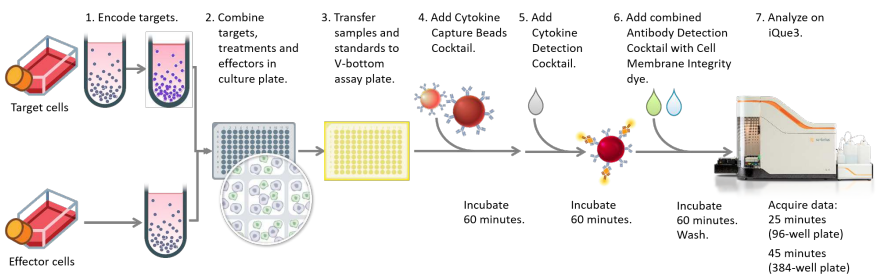 1. Encode targets.
2. Combine
targets,
treatments and
effectors in
culture plate.
3. Transfer
samples and
standards to
V-bottom
assay plate.
4. Add Cytokine
Capture Beads
Cocktail.
5. Add
Cytokine
Detection
Cocktail.
6. Add combined
Antibody Detection
Cocktail with Cell
Membrane Integrity
dye.
7. Analyze on
iQue3.
Target cells
Effector cells
Incubate
60 minutes.
Incubate
60 minutes.
Incubate
60 minutes.
Wash.
Acquire data:
25 minutes
(96-well plate)
45 minutes
(384-well plate)